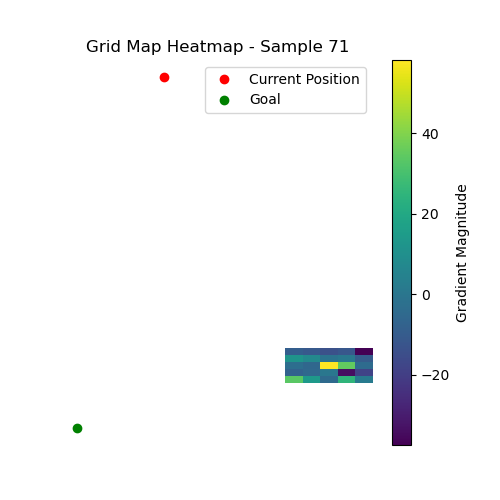 Grid Map Heatmap - Sample 71
Current Position
Goal
40
20
0
−20
Gradient Magnitude